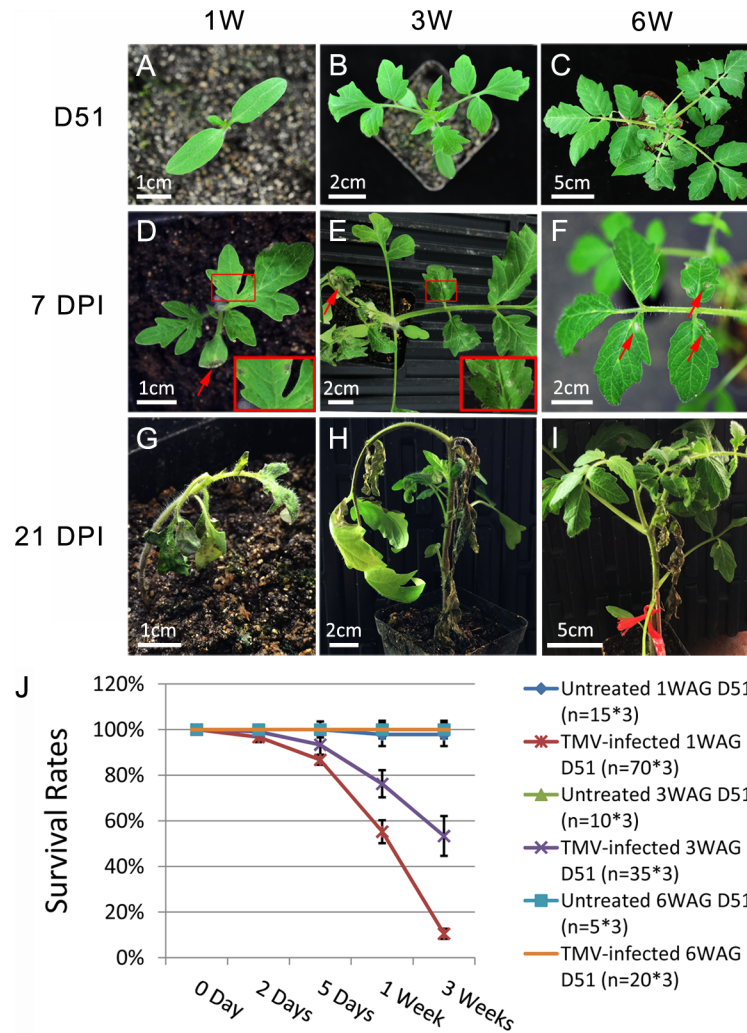 1W 3W 6W
D51
A B C
1cm 2cm 5cm
7 DPI
D E F
1cm 2cm 2cm
21 DPI
G H I
1cm 2cm 5cm
J
Survival Rates
120%
100%
80%
60%
40%
20%
0%
0 Day 2 Days 5 Days 1 Week 3 Weeks
Untreated 1WAG D51
(n=15*3)
TMV-infected 1WAG
D51 (n=70*3)
Untreated 3WAG D51
(n=10*3)
TMV-infected 3WAG
D51 (n=35*3)
Untreated 6WAG D51
(n=5*3)
TMV-infected 6WAG
D51 (n=20*3)